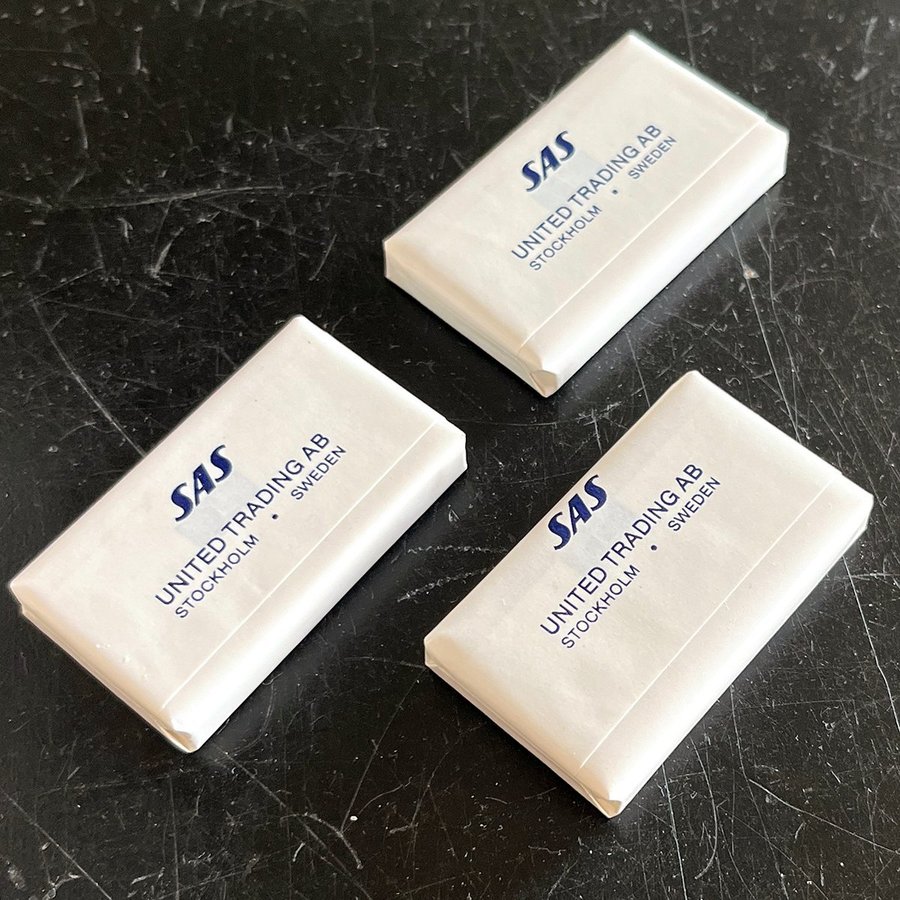 SAS
UNITED TRADING AB
STOCKHOLM • SWEDEN
SAS
UNITED TRADING AB
STOCKHOLM • SWEDEN
SAS
UNITED TRADING AB
STOCKHOLM • SWEDEN